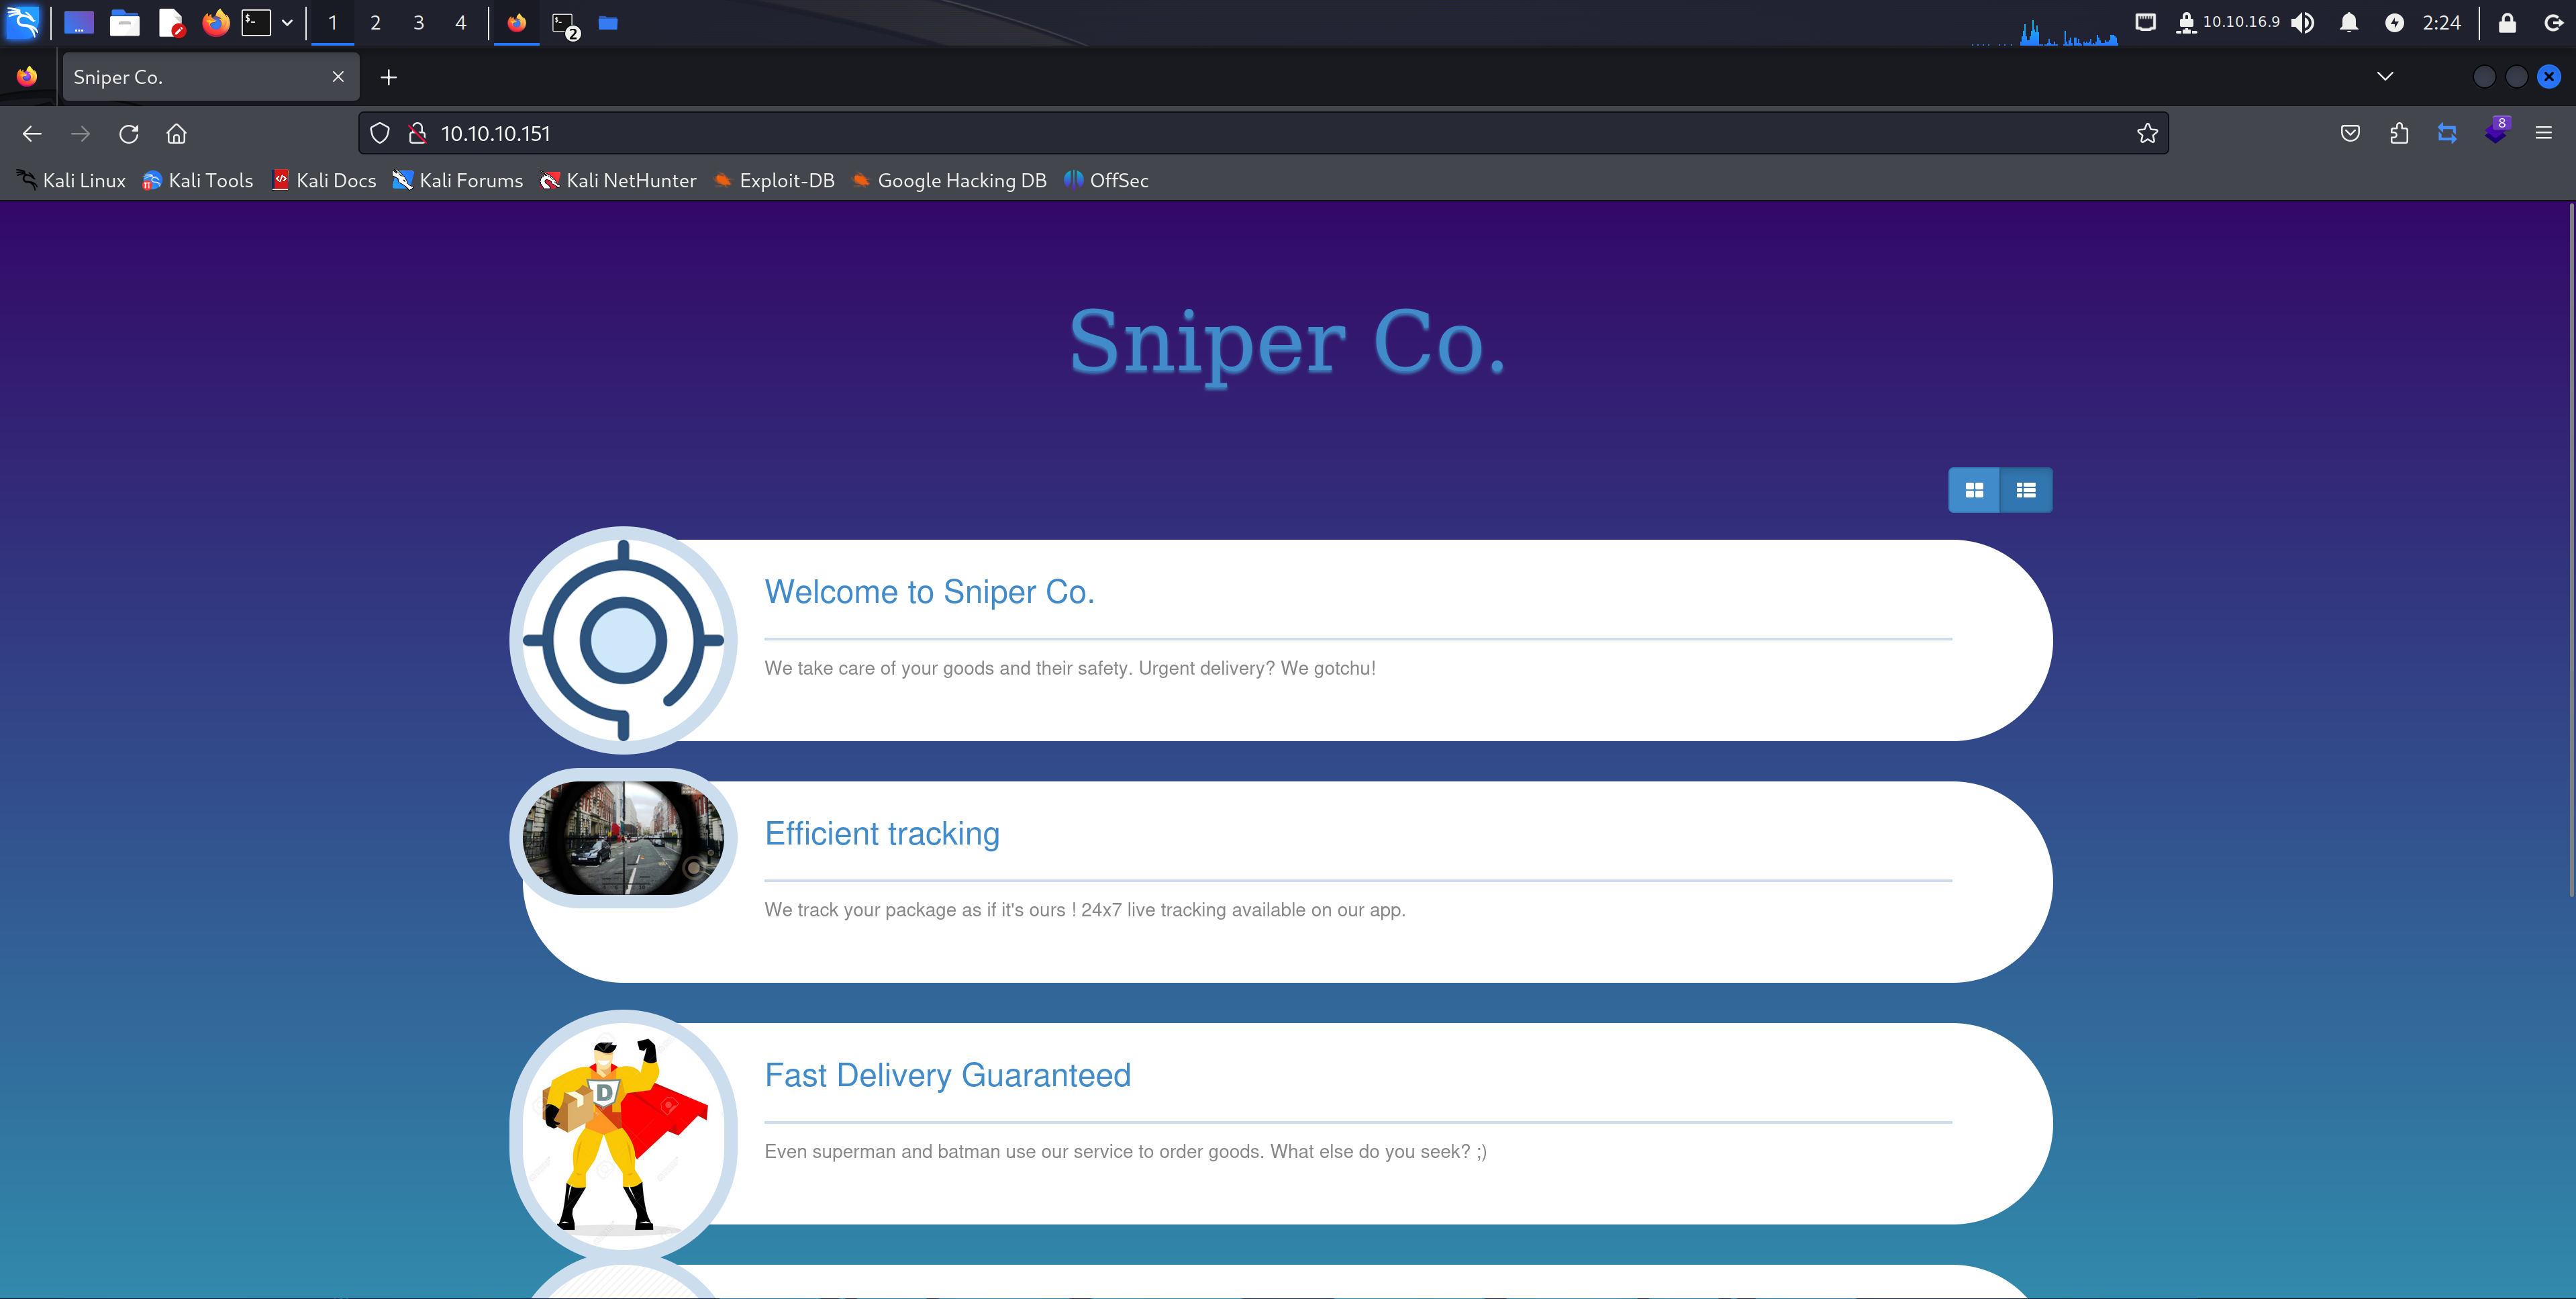 1 2 3 4 2 10.10.16.9 2:24
Sniper Co.
10.10.10.151 8
Kali Linux Kali Tools Kali Docs Kali Forums Kali NetHunter Exploit-DB Google Hacking DB OffSec
Sniper Co.
Welcome to Sniper Co.
We take care of your goods and their safety. Urgent delivery? We gotchu!
Efficient tracking
We track your package as if it's ours ! 24x7 live tracking available on our app.
D
Fast Delivery Guaranteed
Even superman and batman use our service to order goods. What else do you seek? ;)